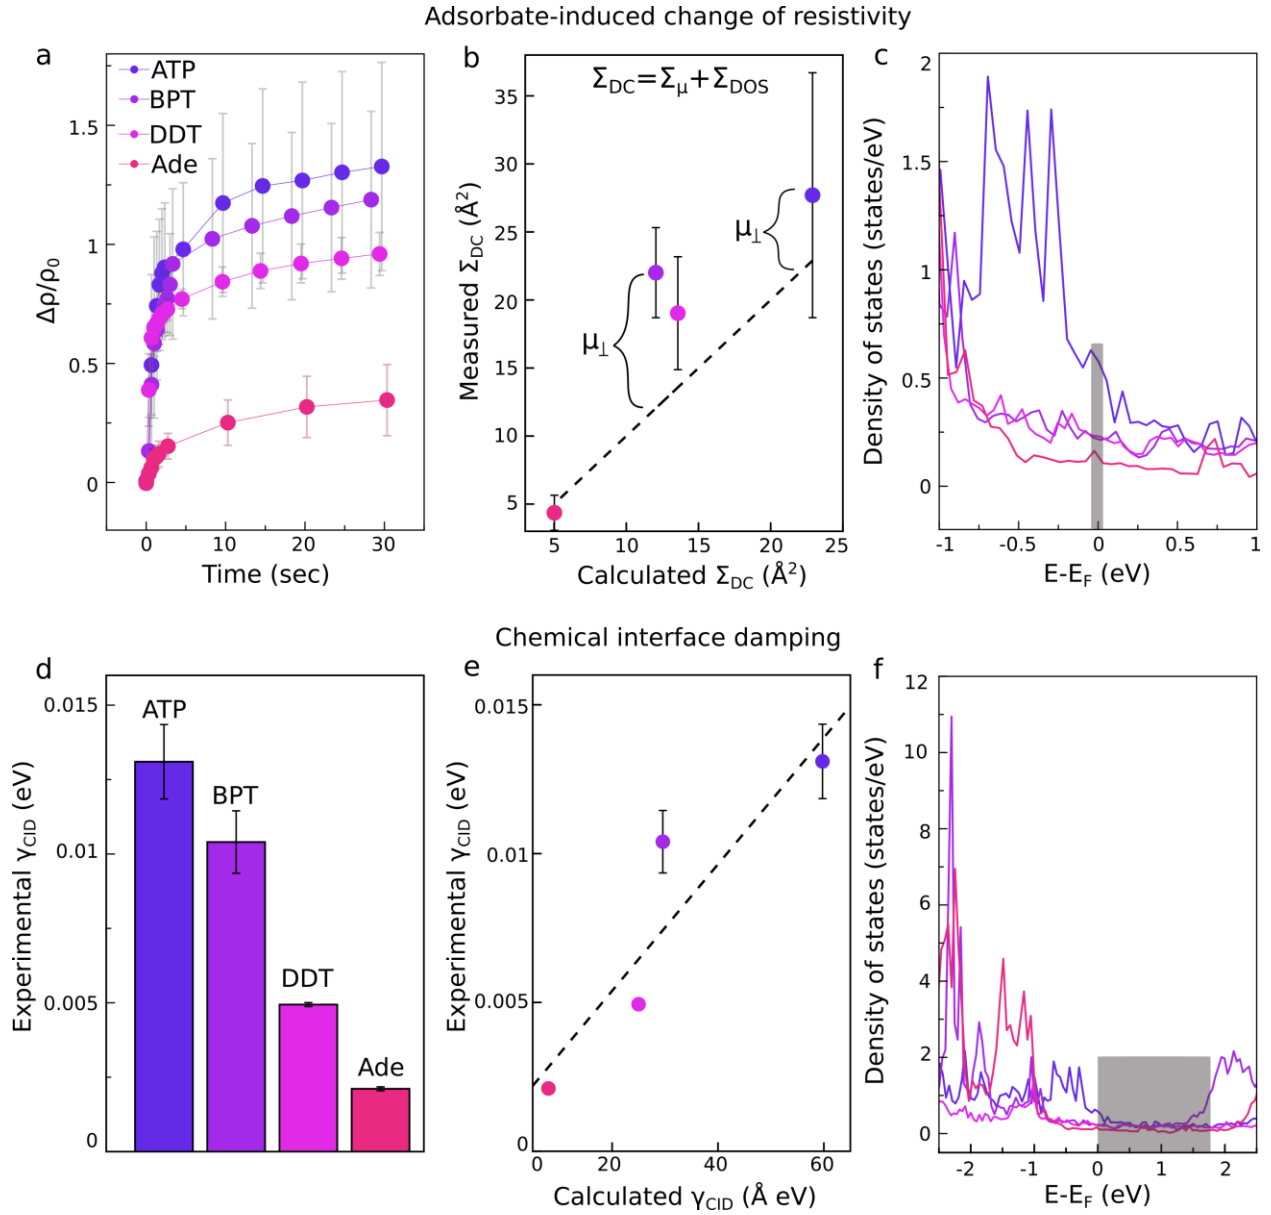 Adsorbate-induced change of resistivity
a
ATP
BPT
DDT
Ade
1.5
1
0.5
0
Δρ/ρ₀
0 10 20 30
Time (sec)
b
Σ_DC=Σ_μ+Σ_DOS
35
30
25
20
15
10
5
μ⊥
μ⊥
Measured Σ_DC (Å²)
5 10 15 20 25
Calculated Σ_DC (Å²)
c
2
1.5
1
0.5
0
Density of states (states/eV)
-1 -0.5 0 0.5 1
E-E_F (eV)
Chemical interface damping
d
0.015
0.01
0.005
0
Experimental γ_CID (eV)
ATP
BPT
DDT
Ade
e
0.015
0.01
0.005
0
Experimental γ_CID (eV)
0 20 40 60
Calculated γ_CID (Å eV)
f
12
10
8
6
4
2
0
Density of states (states/eV)
-2 -1 0 1 2
E-E_F (eV)